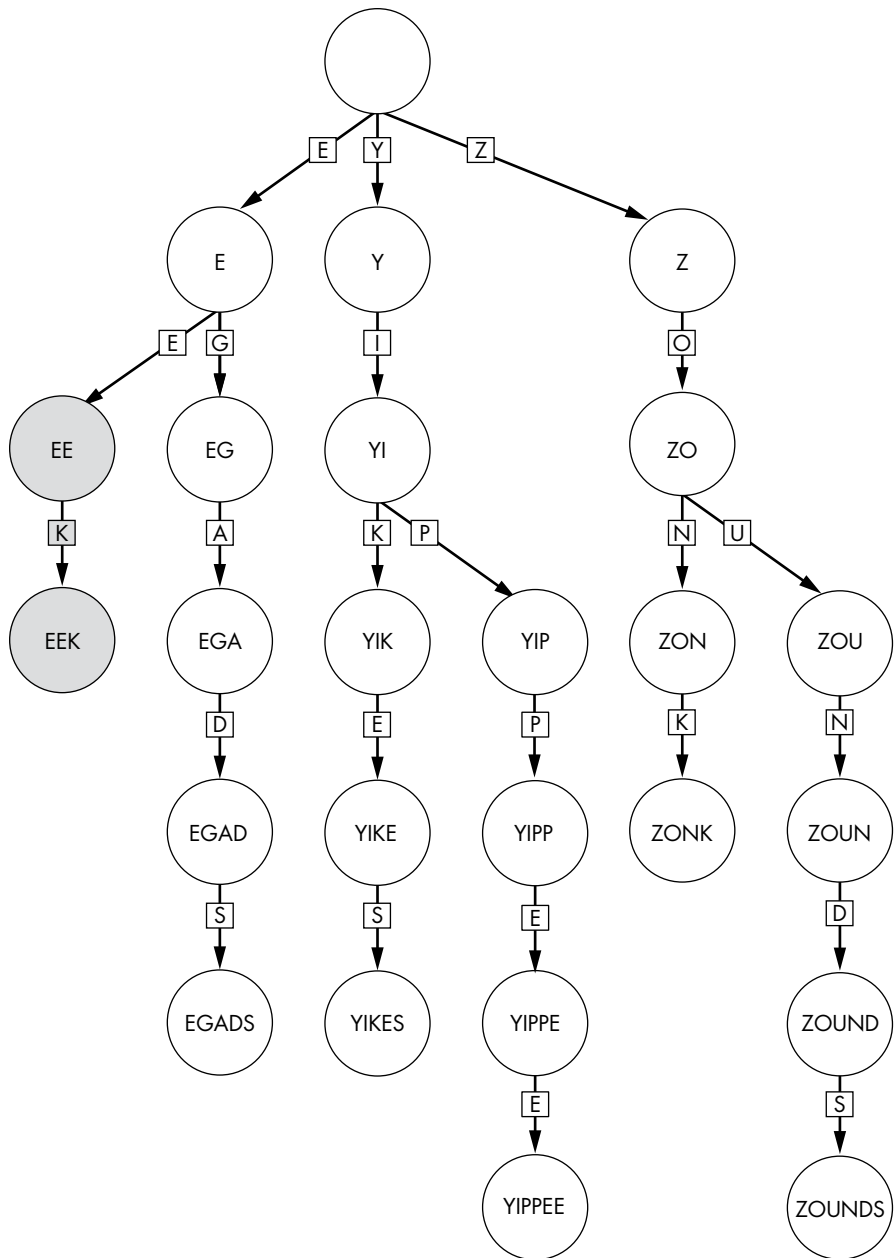 E Y Z
E Y Z
E G I O
EE EG YI ZO
K A K P N U
EEK EGA YIK YIP ZON ZOU
D E P K N
EGAD YIKE YIPP ZONK ZOUN
S S E D
EGADS YIKES YIPPE ZOUND
E S
YIPPEE ZOUNDS